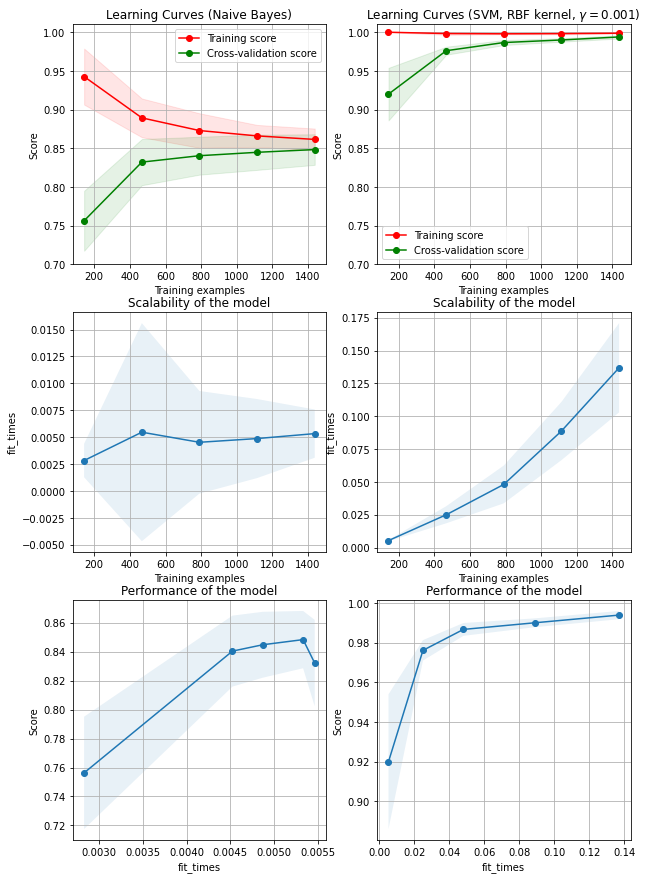 Learning Curves (Naive Bayes)
1.00
0.95
0.90
0.85
0.80
0.75
0.70
Score
Training score
Cross-validation score
200 400 600 800 1000 1200 1400
Training examples
Learning Curves (SVM, RBF kernel, γ = 0.001)
1.00
0.95
0.90
0.85
0.80
0.75
0.70
Score
Training score
Cross-validation score
200 400 600 800 1000 1200 1400
Training examples
Scalability of the model
0.0150
0.0125
0.0100
0.0075
0.0050
0.0025
0.0000
−0.0025
−0.0050
fit_times
200 400 600 800 1000 1200 1400
Training examples
Scalability of the model
0.175
0.150
0.125
0.100
0.075
0.050
0.025
0.000
fit_times
200 400 600 800 1000 1200 1400
Training examples
Performance of the model
0.86
0.84
0.82
0.80
0.78
0.76
0.74
0.72
Score
0.0030 0.0035 0.0040 0.0045 0.0050 0.0055
fit_times
Performance of the model
1.00
0.98
0.96
0.94
0.92
0.90
Score
0.00 0.02 0.04 0.06 0.08 0.10 0.12 0.14
fit_times